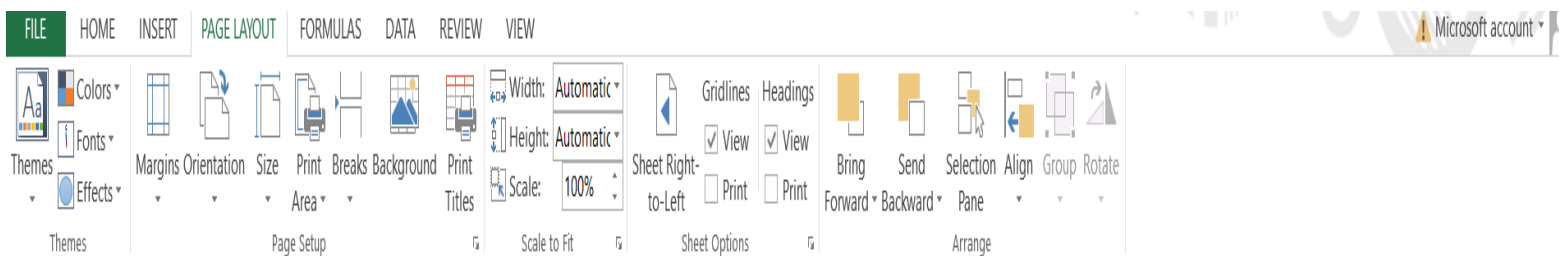 FILE HOME INSERT PAGE LAYOUT FORMULAS DATA REVIEW VIEW Microsoft account
Aa
Themes
Colors
Fonts
Effects
Themes
Margins
Orientation
Size
Print
Area
Breaks
Background
Print
Titles
Page Setup
Width: Automatic
Height: Automatic
Scale: 100%
Scale to Fit
Sheet Right-
to-Left
Gridlines
View
Print
Headings
View
Print
Sheet Options
Bring
Forward
Send
Backward
Selection
Pane
Align
Group
Rotate
Arrange